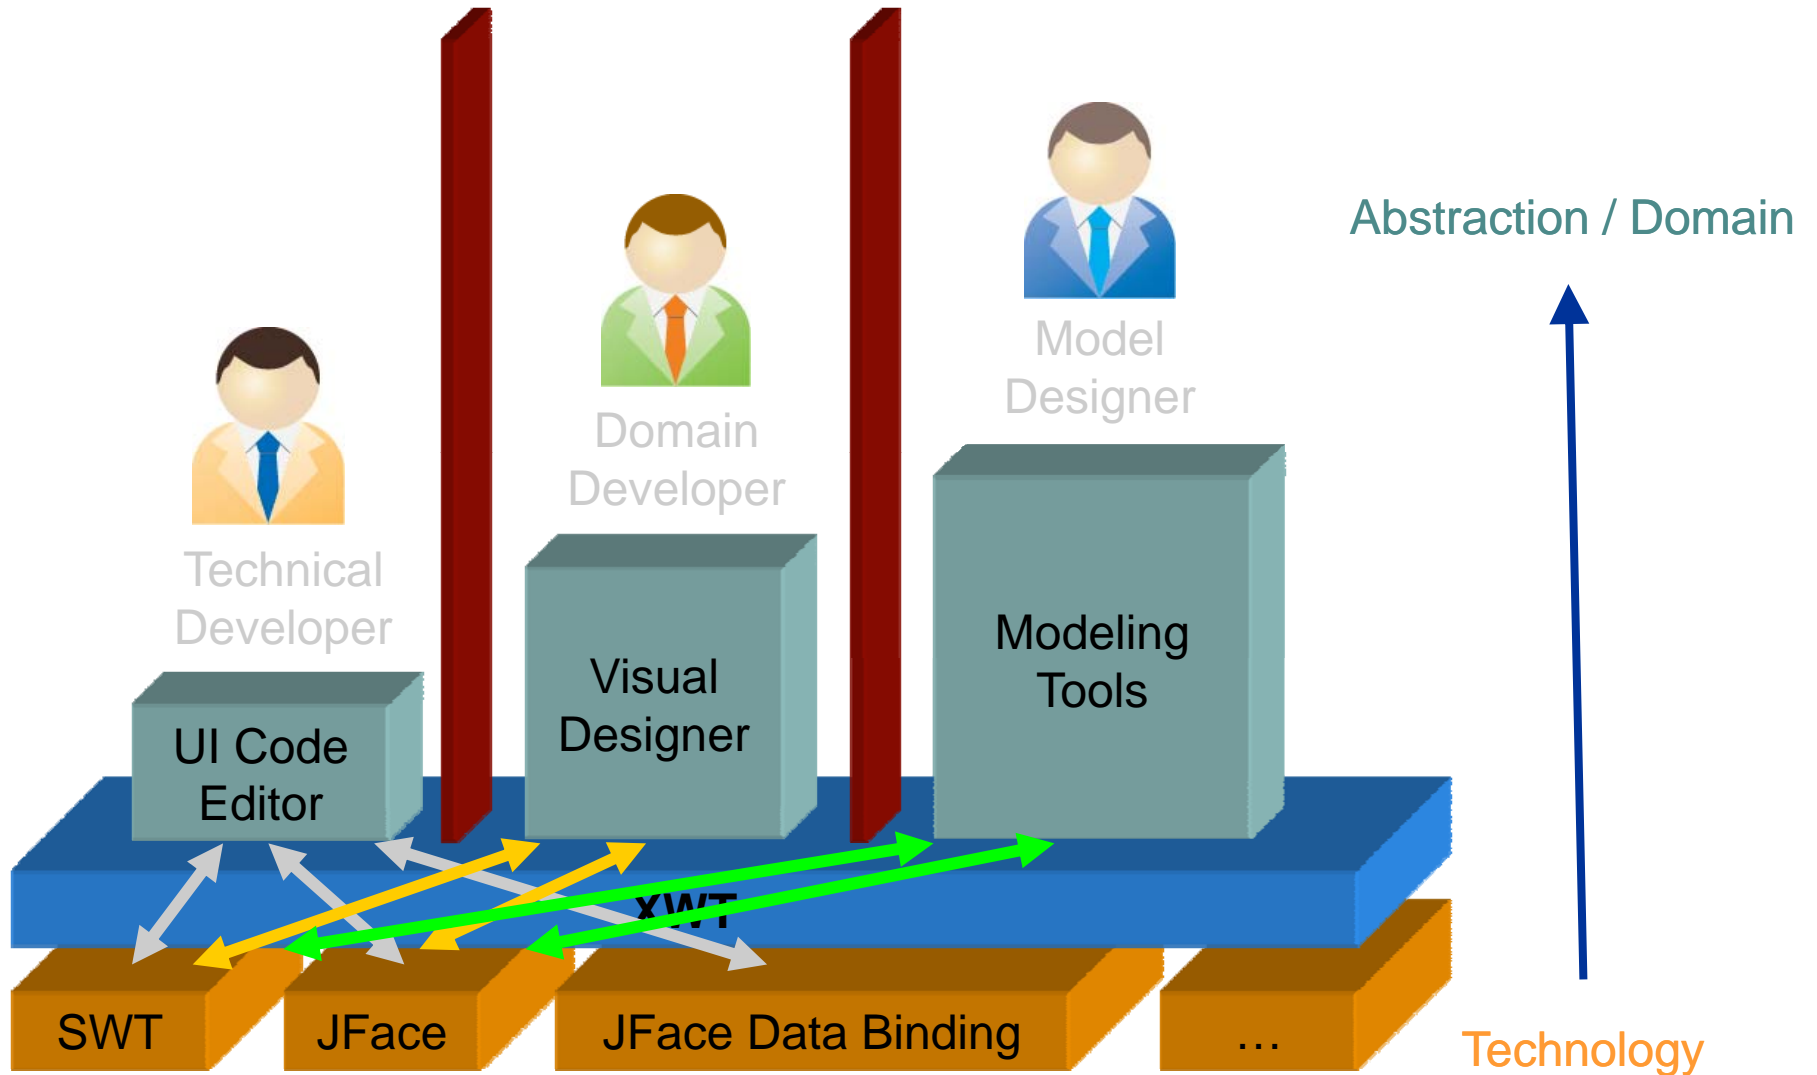 Abstraction / Domain
Model
Designer
Domain
Developer
Technical
Developer
Modeling
Tools
Visual
Designer
UI Code
Editor
XWT
SWT
JFace
JFace Data Binding
…
Technology